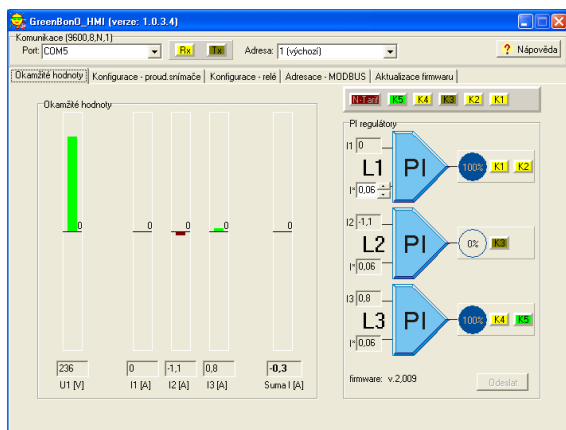 GreenBonO_HMI (verze: 1.0.3.4)
Komunikace (9600,8,N,1)
Port: COM5 Rx Tx Adresa: 1 (výchozí) ? Nápověda
Okamžité hodnoty Konfigurace - proud.snímače Konfigurace - relé Adresace - MODBUS Aktualizace firmwaru
Okamžité hodnoty
0 0 0 0 0
236 0 -1,1 0,8 -0,3
U1 [V] I1 [A] I2 [A] I3 [A] Suma I [A]
N-Tarif K5 K4 K3 K2 K1
PI regulátory
I1 0
L1 PI 100% K1 K2
I* 0,06
I2 -1,1
L2 PI 0% K3
I* 0,06
I3 0,8
L3 PI 100% K4 K5
I* 0,06
firmware: v.2,009 Odeslat